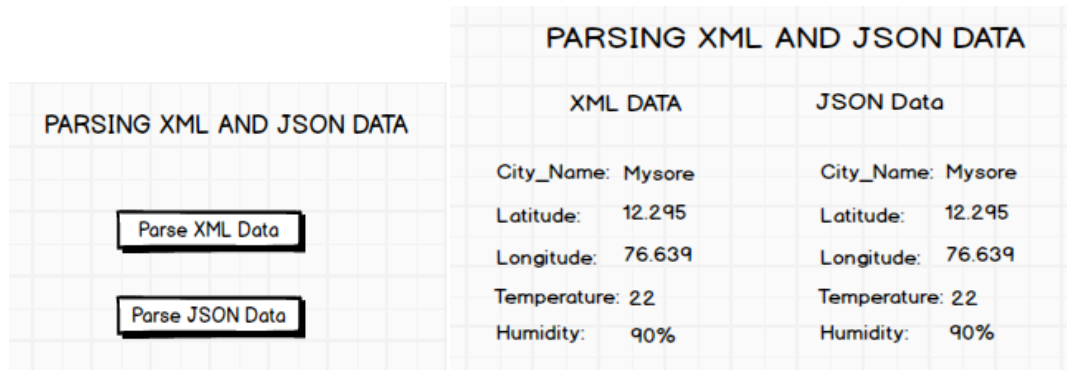 PARSING XML AND JSON DATA
Parse XML Data
Parse JSON Data
PARSING XML AND JSON DATA
XML DATA
City_Name: Mysore
Latitude: 12.295
Longitude: 76.639
Temperature: 22
Humidity: 90%
JSON Data
City_Name: Mysore
Latitude: 12.295
Longitude: 76.639
Temperature: 22
Humidity: 90%